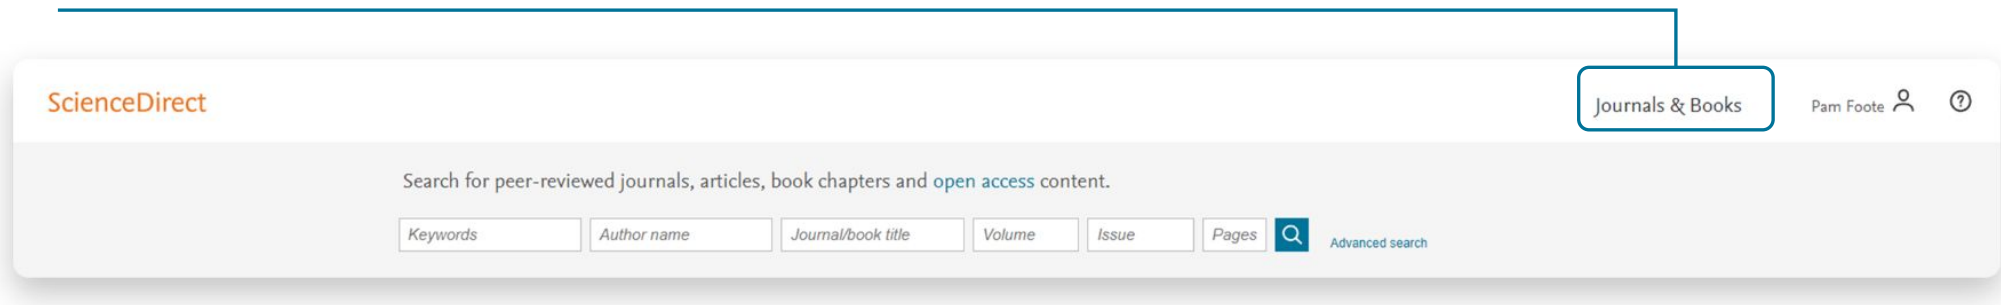 ScienceDirect
Journals & Books
Pam Foote
Search for peer-reviewed journals, articles, book chapters and open access content.
Keywords
Author name
Journal/book title
Volume
Issue
Pages
Advanced search